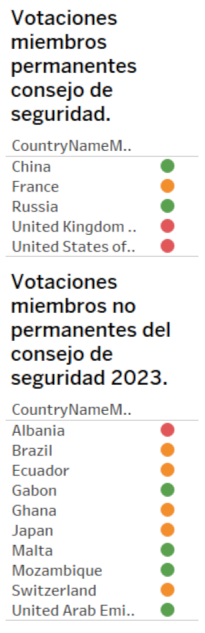 Votaciones
miembros
permanentes
consejo de
seguridad.
CountryNameM..
China
France
Russia
United Kingdom ..
United States of..
Votaciones
miembros no
permanentes del
consejo de
seguridad 2023.
CountryNameM..
Albania
Brazil
Ecuador
Gabon
Ghana
Japan
Malta
Mozambique
Switzerland
United Arab Emi..